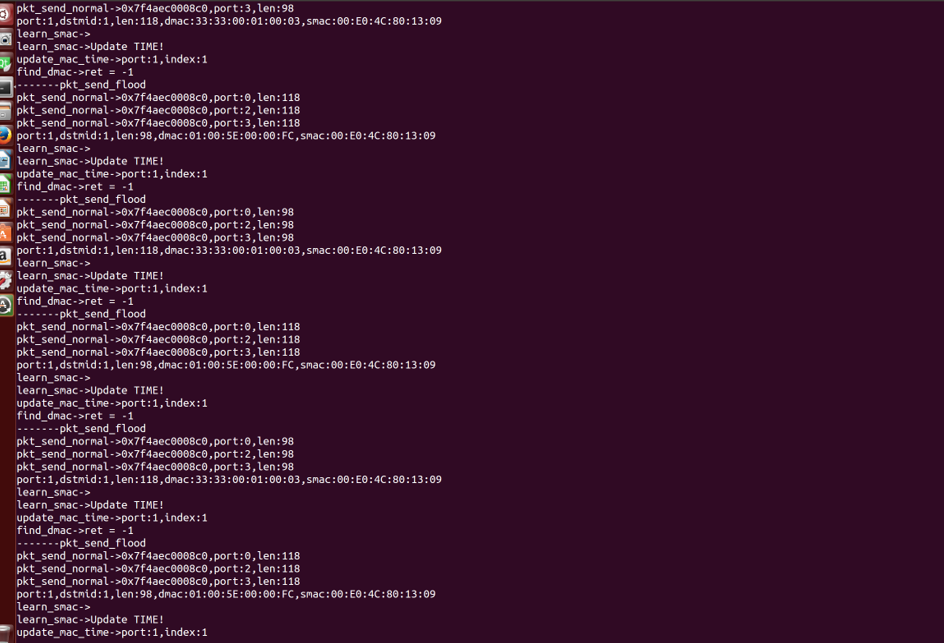 pkt_send_normal->0x7f4aec0008c0,port:3,len:98
port:1,dstmid:1,len:118,dmac:33:33:00:01:00:03,smac:00:E0:4C:80:13:09
learn_smac->
learn_smac->Update TIME!
update_mac_time->port:1,index:1
find_dmac->ret = -1
-------pkt_send_flood
pkt_send_normal->0x7f4aec0008c0,port:0,len:118
pkt_send_normal->0x7f4aec0008c0,port:2,len:118
pkt_send_normal->0x7f4aec0008c0,port:3,len:118
port:1,dstmid:1,len:98,dmac:01:00:5E:00:00:FC,smac:00:E0:4C:80:13:09
learn_smac->
learn_smac->Update TIME!
update_mac_time->port:1,index:1
find_dmac->ret = -1
-------pkt_send_flood
pkt_send_normal->0x7f4aec0008c0,port:0,len:98
pkt_send_normal->0x7f4aec0008c0,port:2,len:98
pkt_send_normal->0x7f4aec0008c0,port:3,len:98
port:1,dstmid:1,len:118,dmac:33:33:00:01:00:03,smac:00:E0:4C:80:13:09
learn_smac->
learn_smac->Update TIME!
update_mac_time->port:1,index:1
find_dmac->ret = -1
-------pkt_send_flood
pkt_send_normal->0x7f4aec0008c0,port:0,len:118
pkt_send_normal->0x7f4aec0008c0,port:2,len:118
pkt_send_normal->0x7f4aec0008c0,port:3,len:118
port:1,dstmid:1,len:98,dmac:01:00:5E:00:00:FC,smac:00:E0:4C:80:13:09
learn_smac->
learn_smac->Update TIME!
update_mac_time->port:1,index:1
find_dmac->ret = -1
-------pkt_send_flood
pkt_send_normal->0x7f4aec0008c0,port:0,len:98
pkt_send_normal->0x7f4aec0008c0,port:2,len:98
pkt_send_normal->0x7f4aec0008c0,port:3,len:98
port:1,dstmid:1,len:118,dmac:33:33:00:01:00:03,smac:00:E0:4C:80:13:09
learn_smac->
learn_smac->Update TIME!
update_mac_time->port:1,index:1
find_dmac->ret = -1
-------pkt_send_flood
pkt_send_normal->0x7f4aec0008c0,port:0,len:118
pkt_send_normal->0x7f4aec0008c0,port:2,len:118
pkt_send_normal->0x7f4aec0008c0,port:3,len:118
port:1,dstmid:1,len:98,dmac:01:00:5E:00:00:FC,smac:00:E0:4C:80:13:09
learn_smac->
learn_smac->Update TIME!
update_mac_time->port:1,index:1